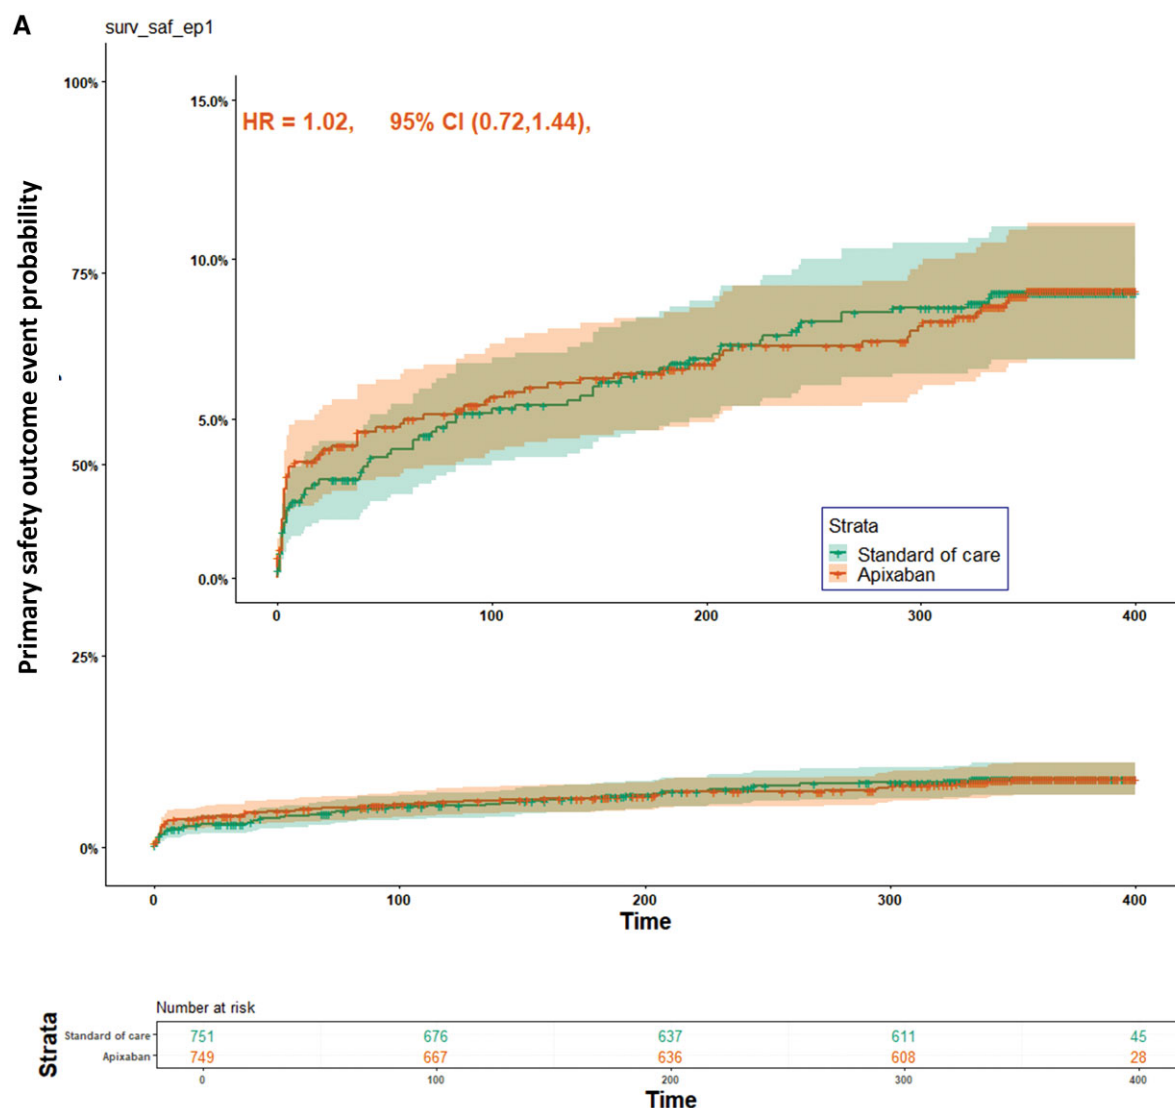 A
surv_saf_ep1
Primary safety outcome event probability
100%
75%
50%
25%
0%
15.0%
10.0%
5.0%
0.0%
HR = 1.02, 95% CI (0.72,1.44),
Strata
Standard of care
Apixaban
0 100 200 300 400
0 100 200 300 400
Time
Number at risk
Strata
Standard of care 751 676 637 611 45
Apixaban 749 667 636 608 28
0 100 200 300 400
Time